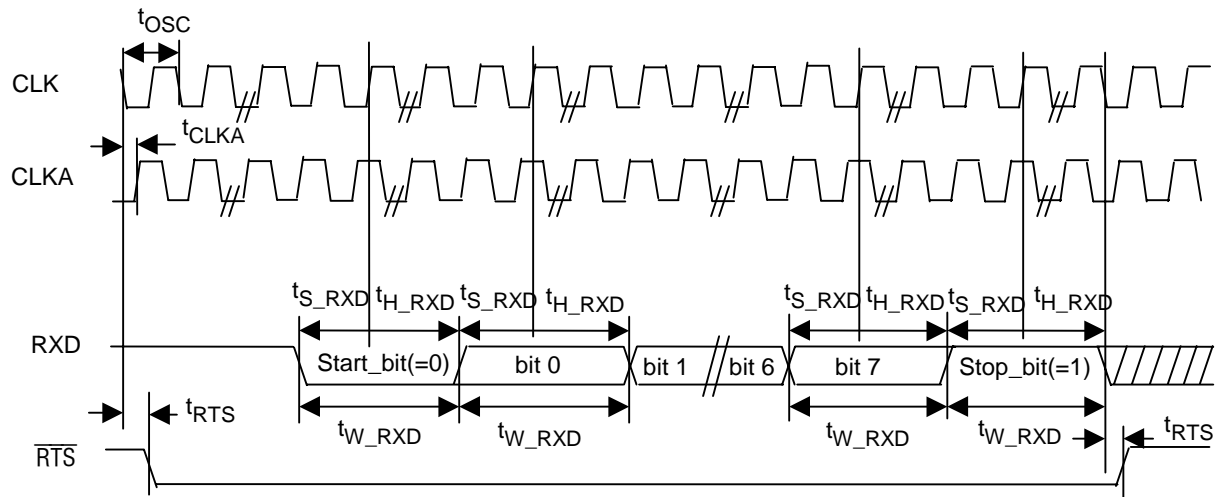 tOSC
CLK
tCLKA
CLKA
tS_RXD tH_RXD tS_RXD tH_RXD tS_RXD tH_RXD tS_RXD tH_RXD
RXD Start_bit(=0) bit 0 bit 1 bit 6 bit 7 Stop_bit(=1)
tRTS tW_RXD tW_RXD tW_RXD tW_RXD tRTS
RTS